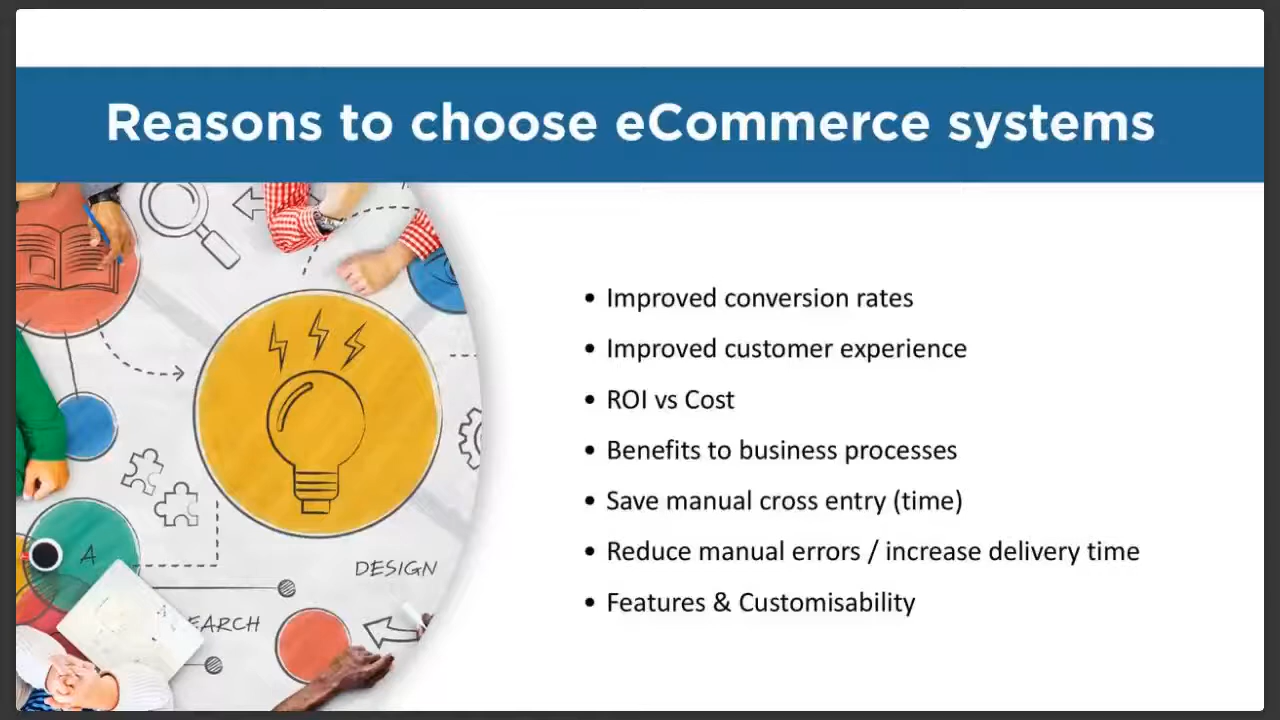 Reasons to choose eCommerce systems
• Improved conversion rates
• Improved customer experience
• ROI vs Cost
• Benefits to business processes
• Save manual cross entry (time)
• Reduce manual errors / increase delivery time
• Features & Customisability
A
DESIGN
EARCH